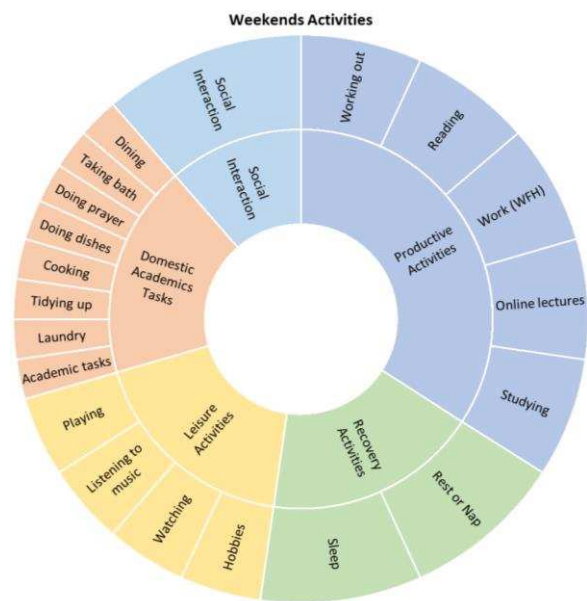 Weekends Activities
Social
Interaction
Working out
Reading
Work (WFH)
Online lectures
Studying
Rest or Nap
Sleep
Hobbies
Watching
Listening to
music
Playing
Academic tasks
Laundry
Tidying up
Cooking
Doing dishes
Doing prayer
Taking bath
Dining
Social
Interaction
Productive
Activities
Recovery
Activities
Leisure
Activities
Domestic
Academics
Tasks